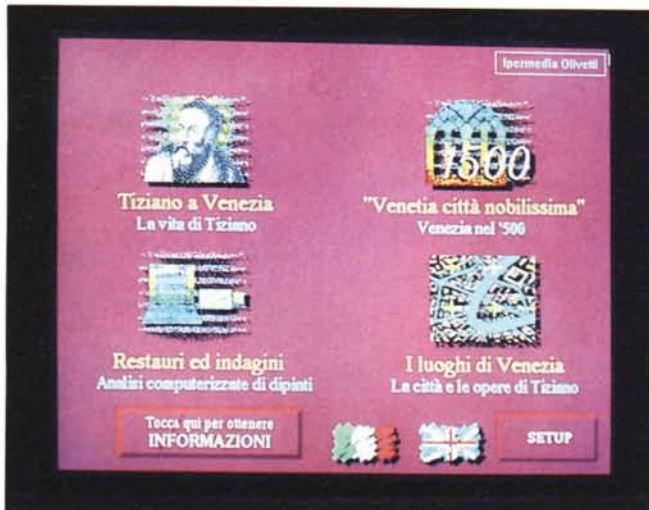 Ipermedia Olivetti
1500
Tiziano a Venezia
La vita di Tiziano
"Venetia città nobilissima"
Venezia nel '500
Restauri ed indagini
Analisi computerizzate di dipinti
I luoghi di Venezia
La città e le opere di Tiziano
Tocca qui per ottenere
INFORMAZIONI
SETUP